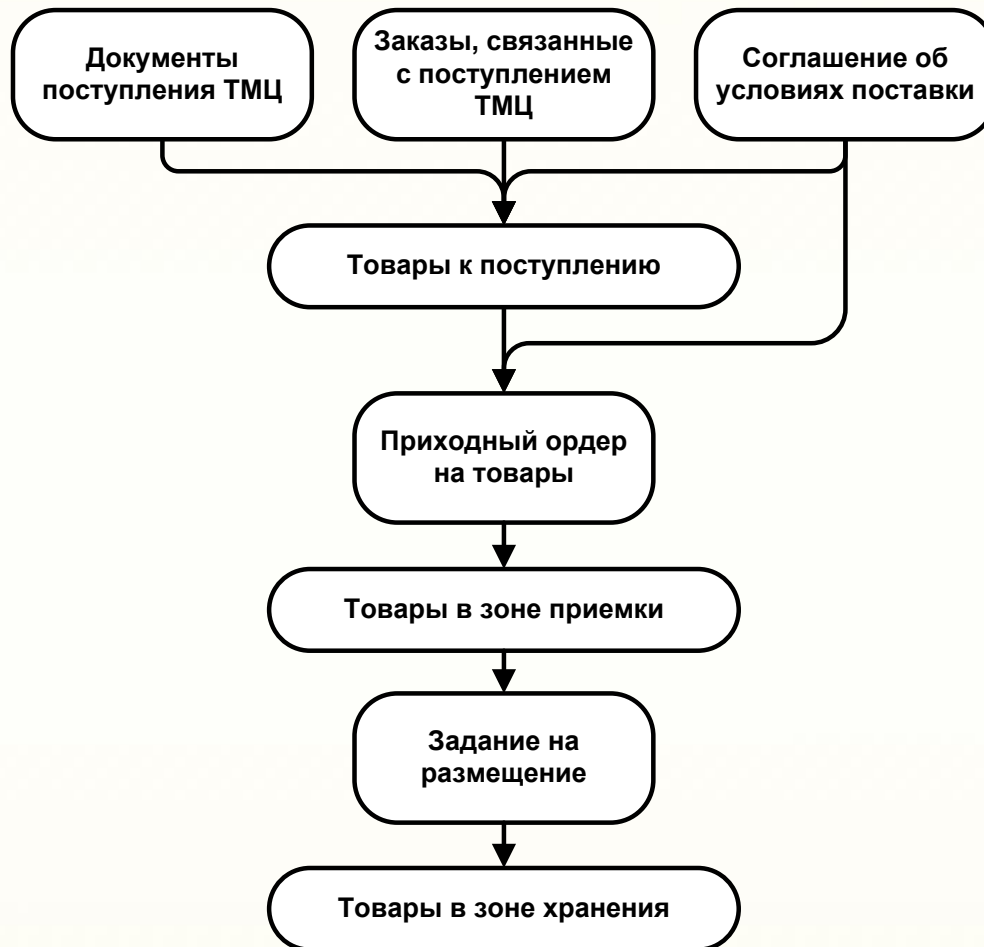 Документы
поступления ТМЦ
Заказы, связанные
с поступлением
ТМЦ
Соглашение об
условиях поставки
Товары к поступлению
Приходный ордер
на товары
Товары в зоне приемки
Задание на
размещение
Товары в зоне хранения